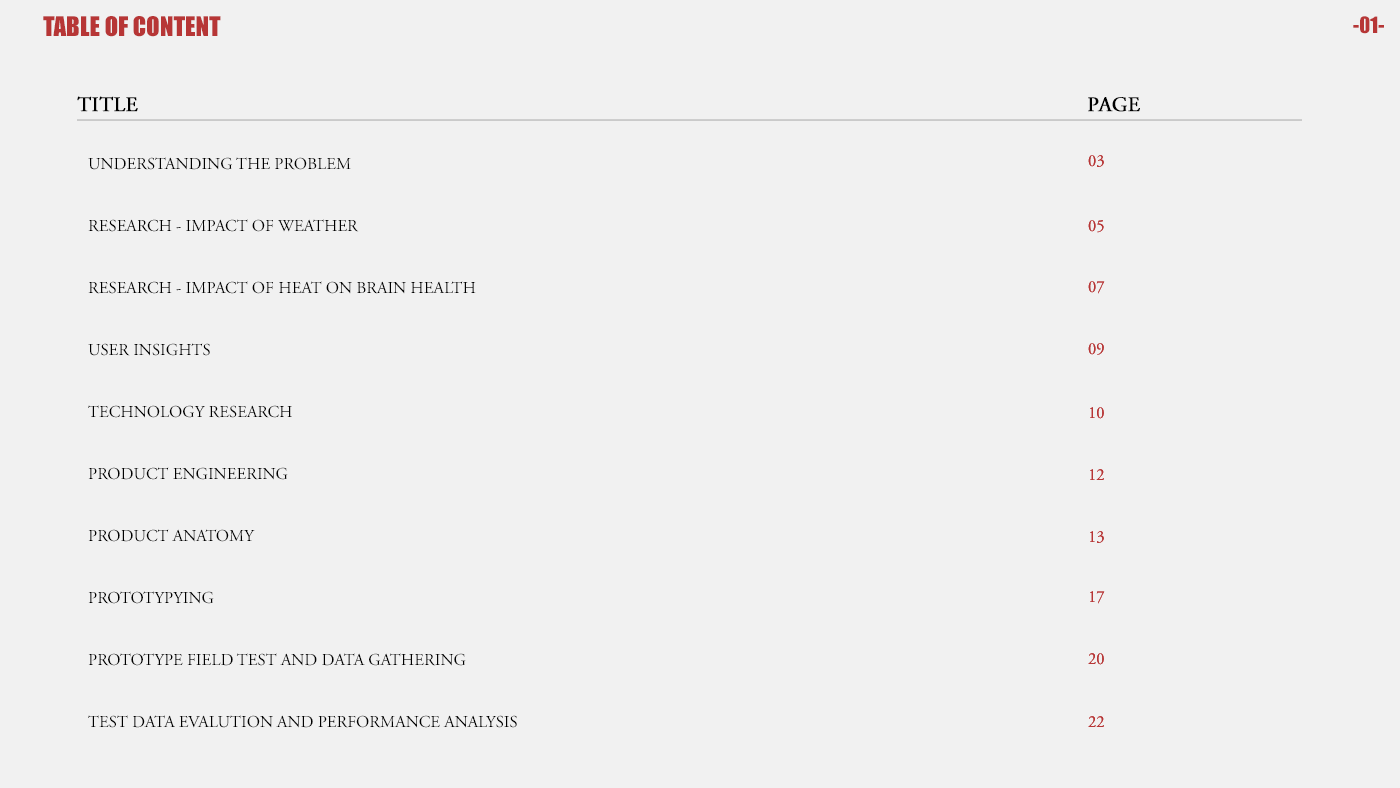 TABLE OF CONTENT -01-
TITLE PAGE
UNDERSTANDING THE PROBLEM 03
RESEARCH - IMPACT OF WEATHER 05
RESEARCH - IMPACT OF HEAT ON BRAIN HEALTH 07
USER INSIGHTS 09
TECHNOLOGY RESEARCH 10
PRODUCT ENGINEERING 12
PRODUCT ANATOMY 13
PROTOTYPYING 17
PROTOTYPE FIELD TEST AND DATA GATHERING 20
TEST DATA EVALUTION AND PERFORMANCE ANALYSIS 22